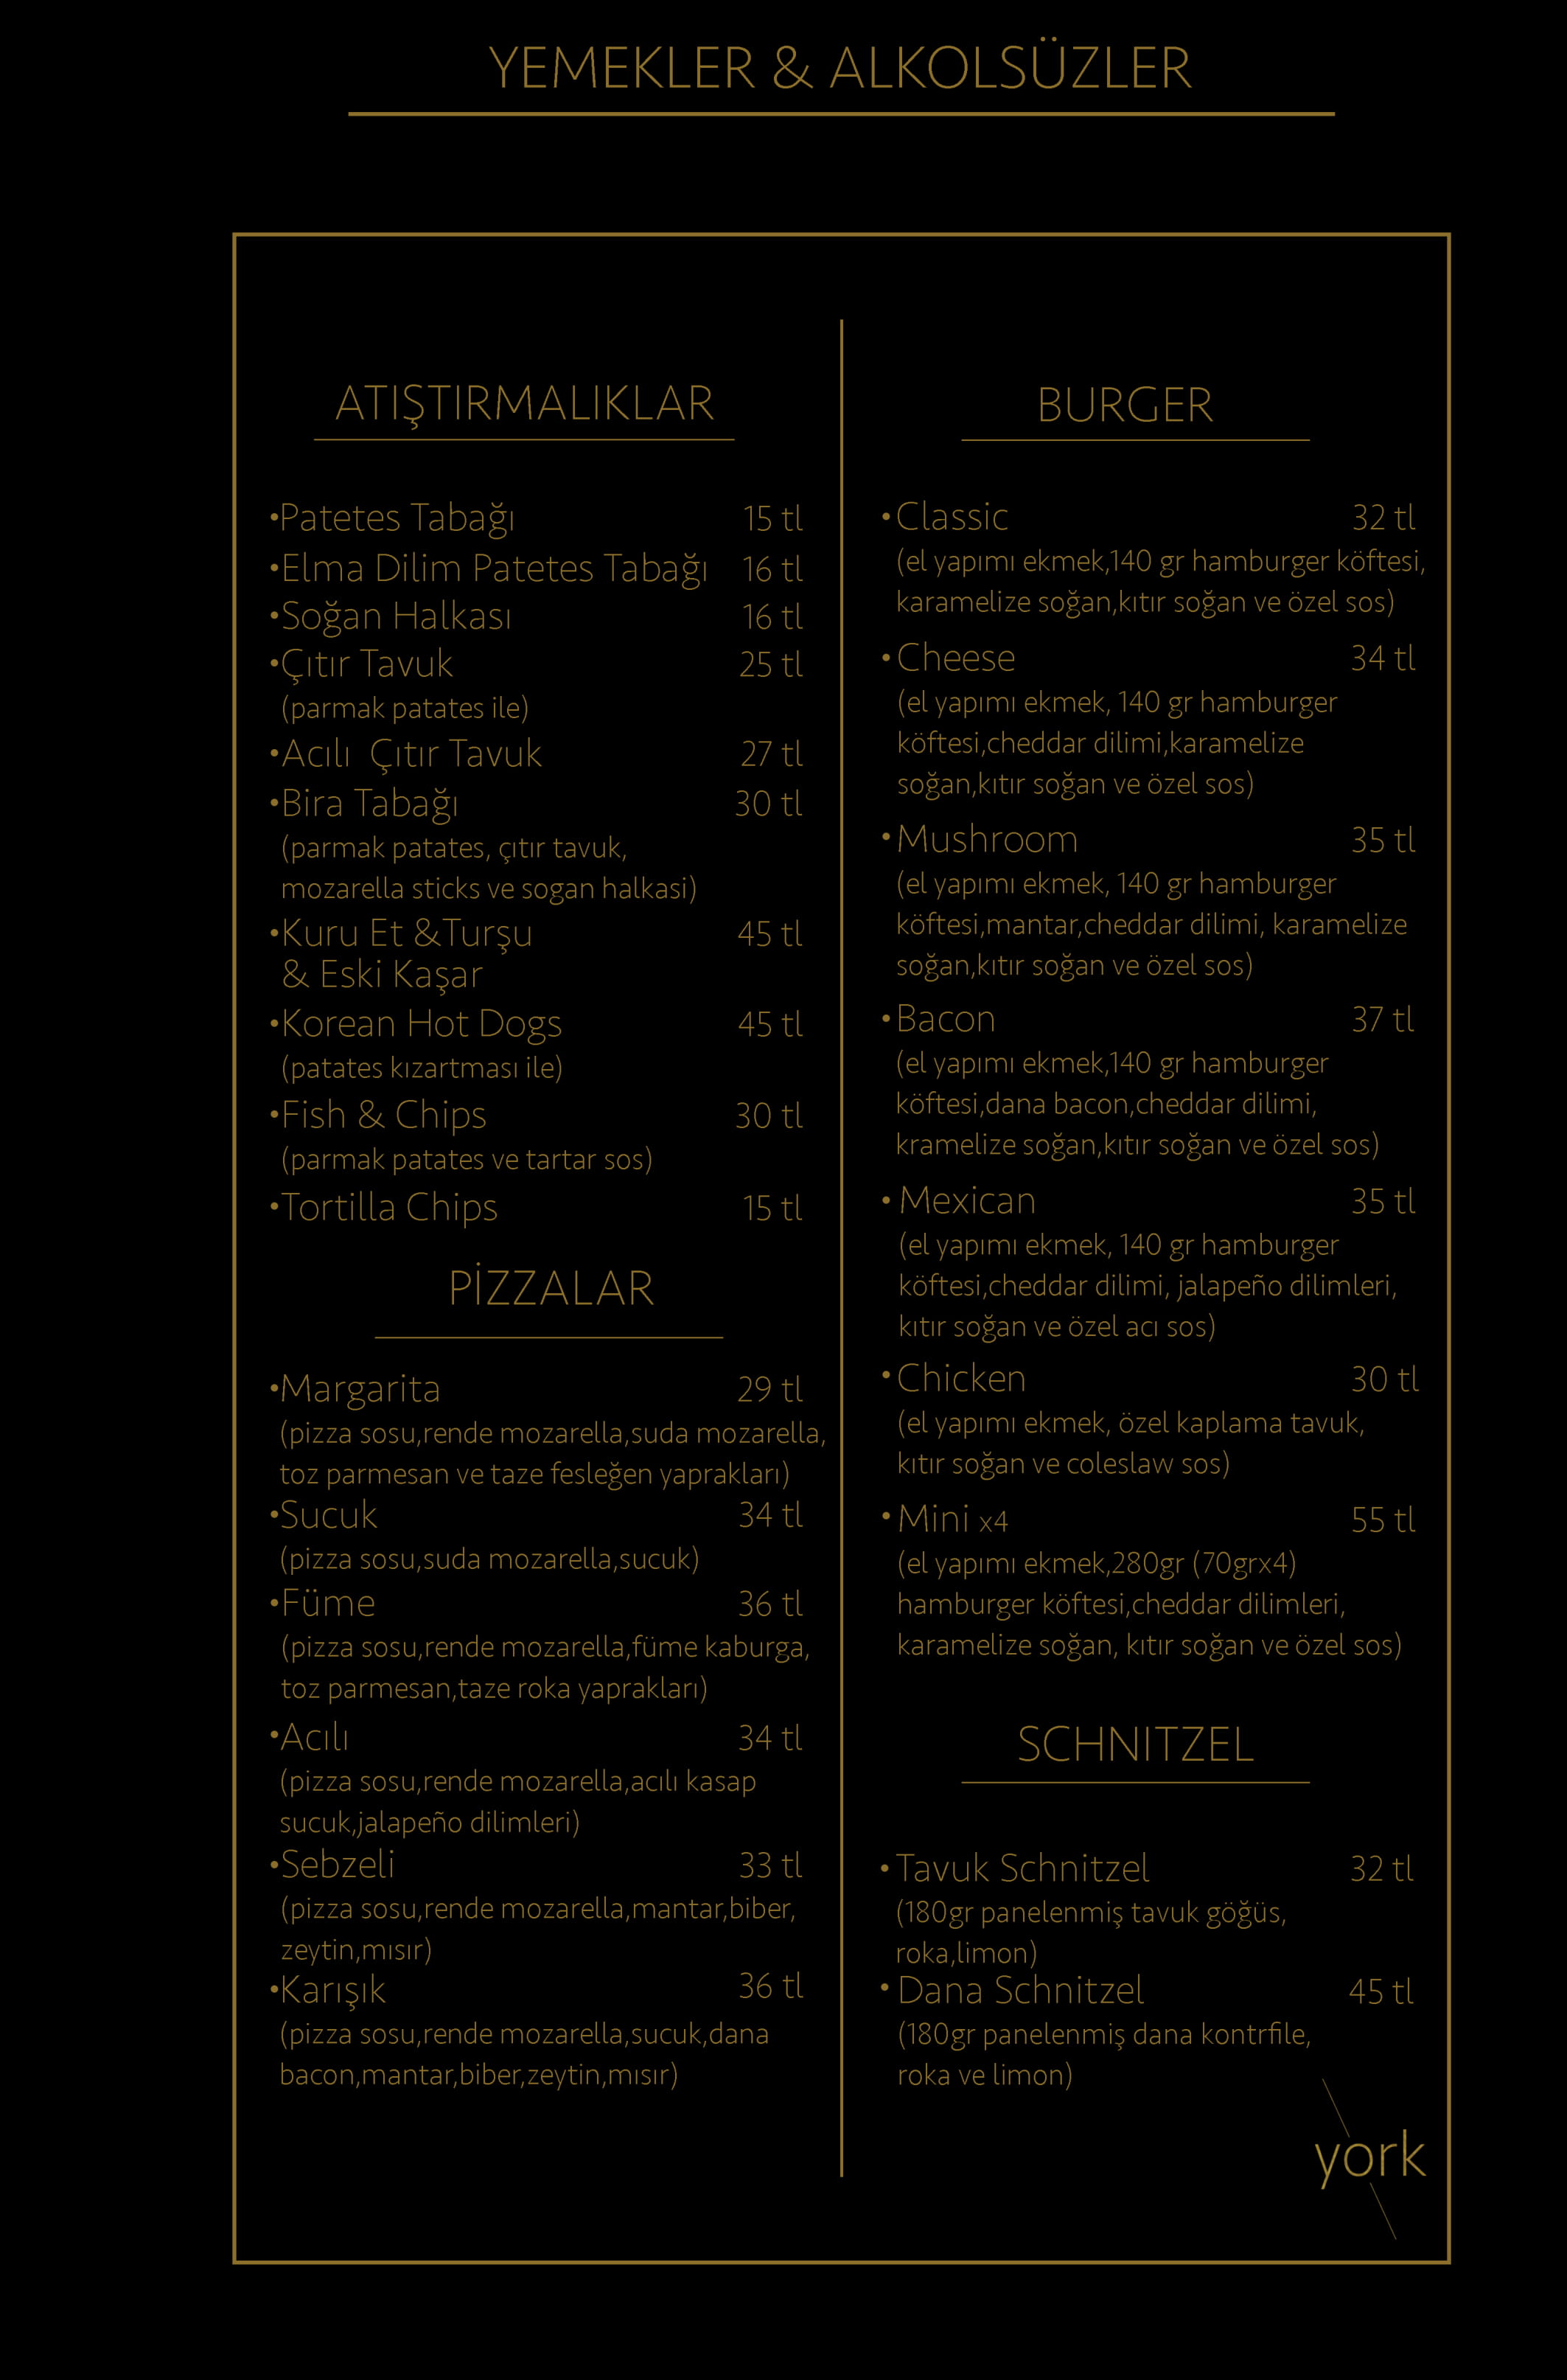 YEMEKLER & ALKOLSÜZLER
ATIŞTIRMALIKLAR
•Patetes Tabağı 15 tl
•Elma Dilim Patetes Tabağı 16 tl
•Soğan Halkası 16 tl
•Çıtır Tavuk 25 tl
(parmak patates ile)
•Acılı Çıtır Tavuk 27 tl
•Bira Tabağı 30 tl
(parmak patates, çıtır tavuk,
mozarella sticks ve sogan halkasi)
•Kuru Et &Turşu 45 tl
& Eski Kaşar
•Korean Hot Dogs 45 tl
(patates kızartması ile)
•Fish & Chips 30 tl
(parmak patates ve tartar sos)
•Tortilla Chips 15 tl
PİZZALAR
•Margarita 29 tl
(pizza sosu,rende mozarella,suda mozarella,
toz parmesan ve taze fesleğen yaprakları)
•Sucuk 34 tl
(pizza sosu,suda mozarella,sucuk)
•Füme 36 tl
(pizza sosu,rende mozarella,füme kaburga,
toz parmesan,taze roka yaprakları)
•Acılı 34 tl
(pizza sosu,rende mozarella,acılı kasap
sucuk,jalapeño dilimleri)
•Sebzeli 33 tl
(pizza sosu,rende mozarella,mantar,biber,
zeytin,mısır)
•Karışık 36 tl
(pizza sosu,rende mozarella,sucuk,dana
bacon,mantar,biber,zeytin,mısır)
BURGER
•Classic 32 tl
(el yapımı ekmek,140 gr hamburger köftesi,
karamelize soğan,kıtır soğan ve özel sos)
•Cheese 34 tl
(el yapımı ekmek, 140 gr hamburger
köftesi,cheddar dilimi,karamelize
soğan,kıtır soğan ve özel sos)
•Mushroom 35 tl
(el yapımı ekmek, 140 gr hamburger
köftesi,mantar,cheddar dilimi, karamelize
soğan,kıtır soğan ve özel sos)
•Bacon 37 tl
(el yapımı ekmek,140 gr hamburger
köftesi,dana bacon,cheddar dilimi,
kramelize soğan,kıtır soğan ve özel sos)
•Mexican 35 tl
(el yapımı ekmek, 140 gr hamburger
köftesi,cheddar dilimi, jalapeño dilimleri,
kıtır soğan ve özel acı sos)
•Chicken 30 tl
(el yapımı ekmek, özel kaplama tavuk,
kıtır soğan ve coleslaw sos)
•Mini x4 55 tl
(el yapımı ekmek,280gr (70grx4)
hamburger köftesi,cheddar dilimleri,
karamelize soğan, kıtır soğan ve özel sos)
SCHNITZEL
•Tavuk Schnitzel 32 tl
(180gr panelenmiş tavuk göğüs,
roka,limon)
•Dana Schnitzel 45 tl
(180gr panelenmiş dana kontrfile,
roka ve limon)
york